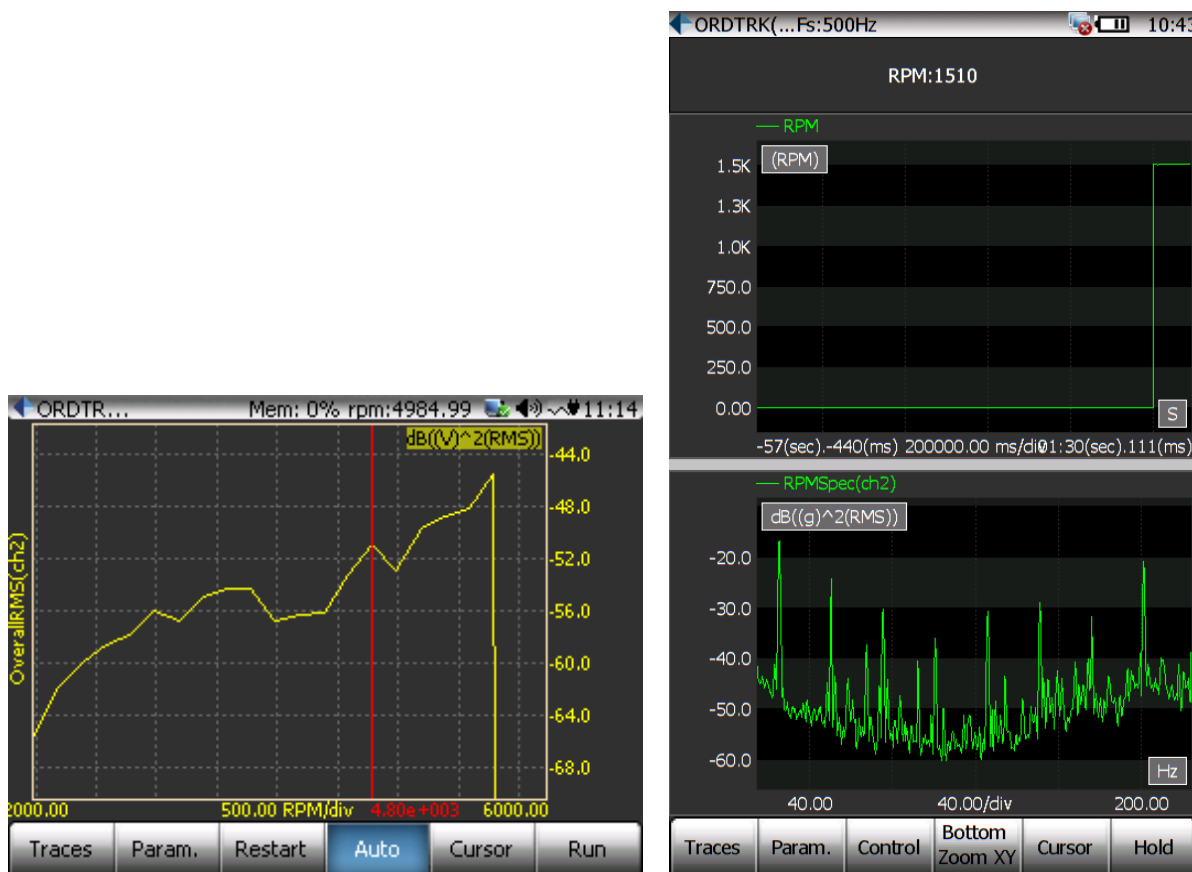 ORDTR... Mem: 0% rpm:4984.99 11:14
dB((V)^2(RMS))
OverallRMS(ch2)
-44.0
-48.0
-52.0
-56.0
-60.0
-64.0
-68.0
2000.00 500.00 RPM/div 4.80e+003 6000.00
Traces Param. Restart Auto Cursor Run
ORDTRK(...Fs:500Hz 10:43
RPM:1510
RPM
(RPM)
1.5K
1.3K
1.0K
750.0
500.0
250.0
0.00
S
-57(sec).-440(ms) 200000.00 ms/div 01:30(sec).111(ms)
RPMSpec(ch2)
dB((g)^2(RMS))
-20.0
-30.0
-40.0
-50.0
-60.0
Hz
40.00 40.00/div 200.00
Traces Param. Control Bottom Zoom XY Cursor Hold